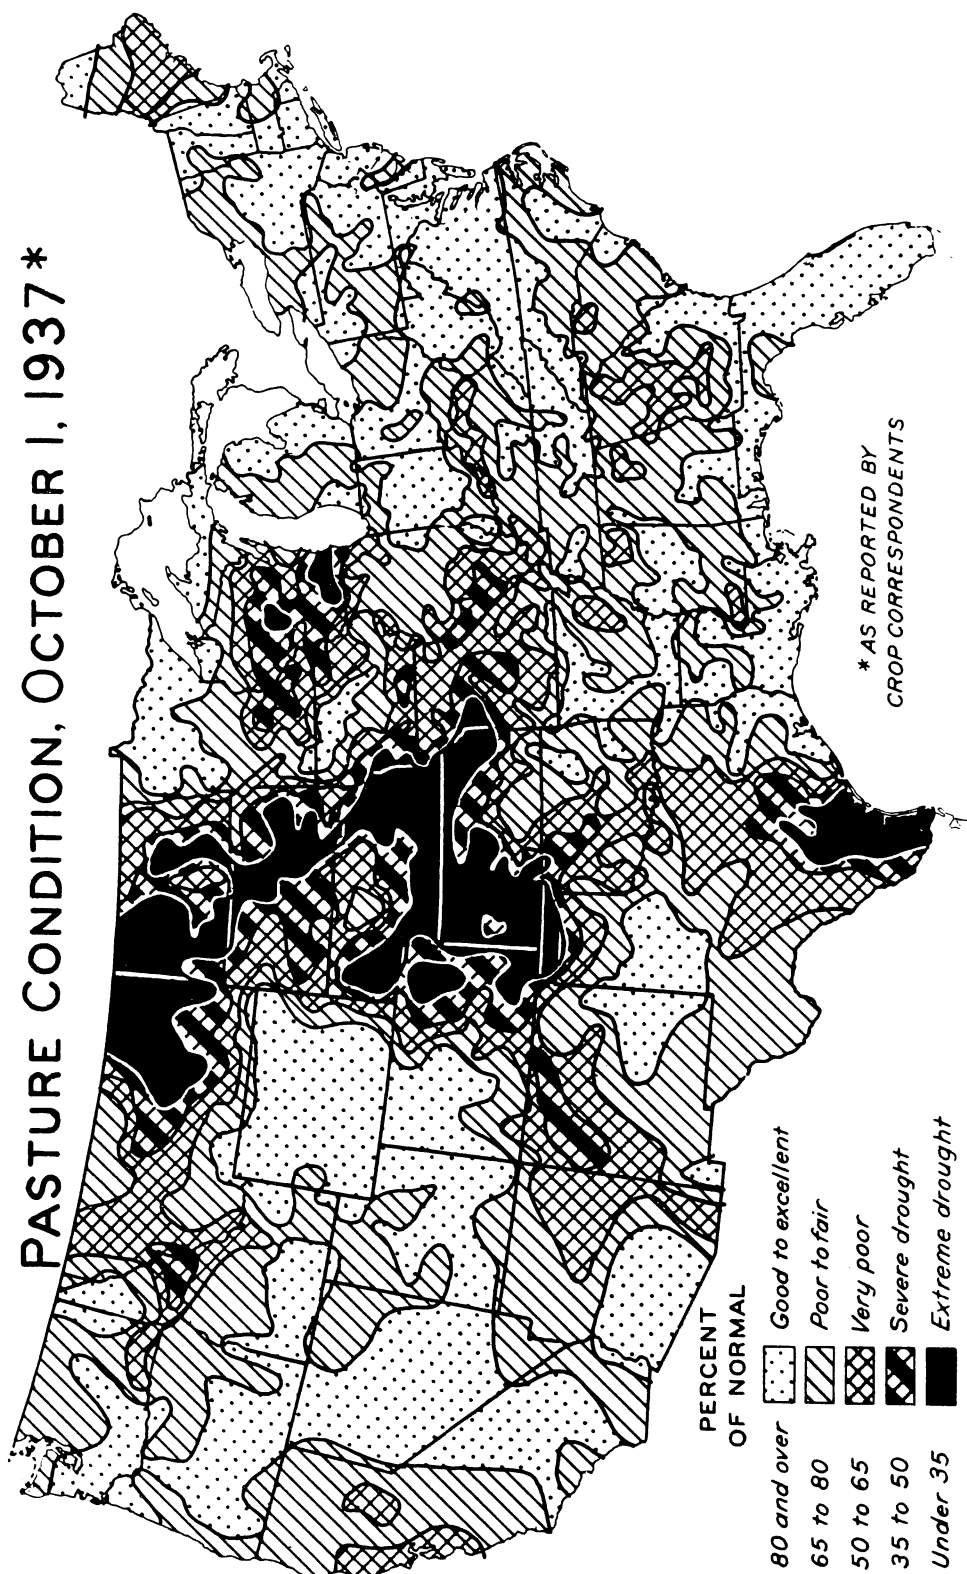 PASTURE CONDITION, OCTOBER 1, 1937*
* AS REPORTED BY
CROP CORRESPONDENTS
PERCENT
OF NORMAL
80 and over Good to excellent
65 to 80 Poor to fair
50 to 65 Very poor
35 to 50 Severe drought
Under 35 Extreme drought